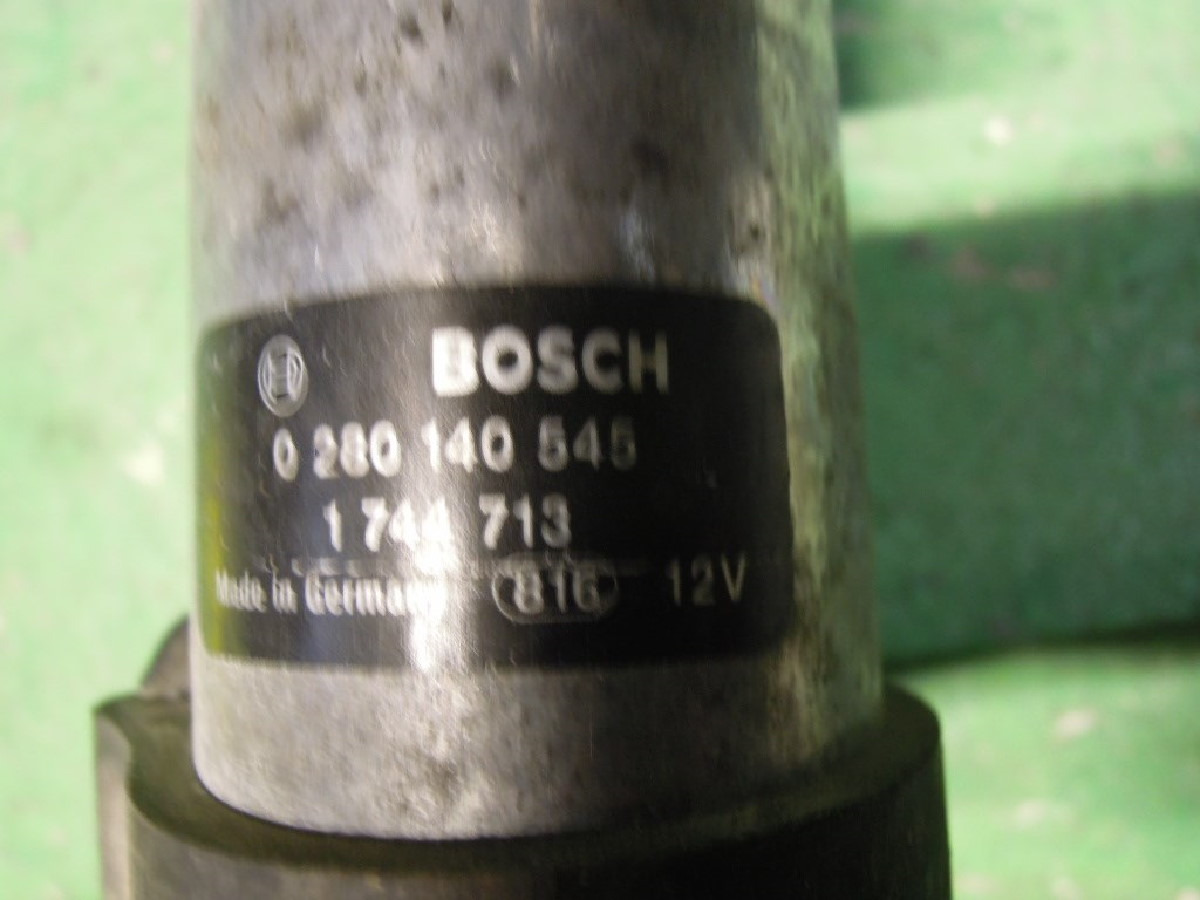 BOSCH
0 280 140 545
1 744 713
Made in Germany 816 12V